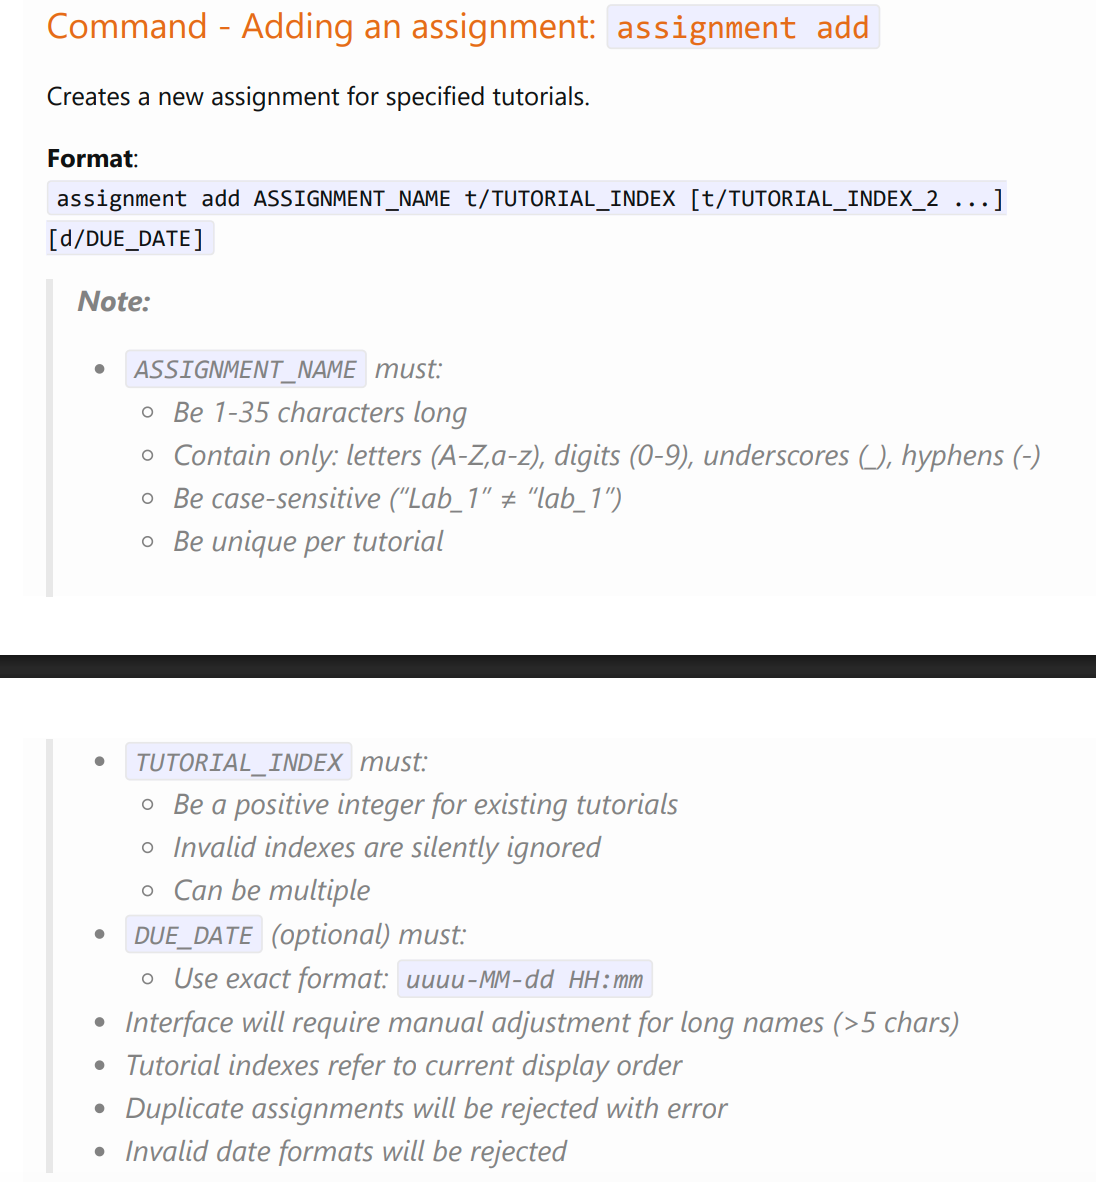 Command - Adding an assignment: assignment add
Creates a new assignment for specified tutorials.
Format:
assignment add ASSIGNMENT_NAME t/TUTORIAL_INDEX [t/TUTORIAL_INDEX_2 ...]
[d/DUE_DATE]
Note:
• ASSIGNMENT_NAME must:
◦ Be 1-35 characters long
◦ Contain only: letters (A-Z,a-z), digits (0-9), underscores (_), hyphens (-)
◦ Be case-sensitive (“Lab_1” ≠ “lab_1”)
◦ Be unique per tutorial
• TUTORIAL_INDEX must:
◦ Be a positive integer for existing tutorials
◦ Invalid indexes are silently ignored
◦ Can be multiple
• DUE_DATE (optional) must:
◦ Use exact format: uuuu-MM-dd HH:mm
• Interface will require manual adjustment for long names (>5 chars)
• Tutorial indexes refer to current display order
• Duplicate assignments will be rejected with error
• Invalid date formats will be rejected